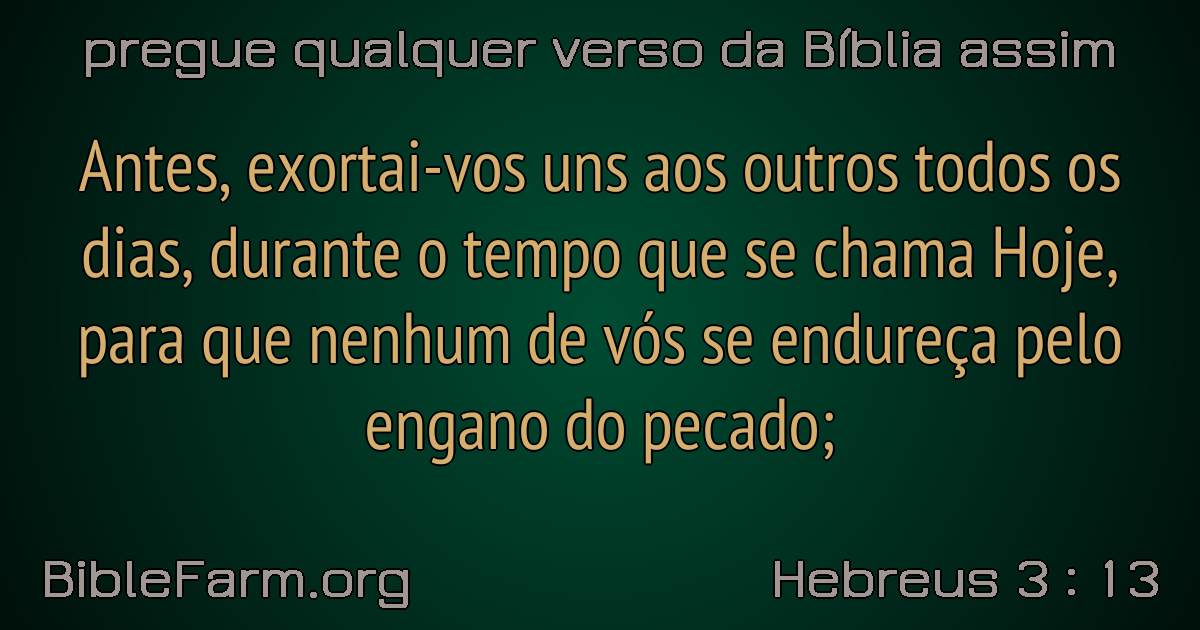 pregue qualquer verso da Bíblia assim
Antes, exortai-vos uns aos outros todos os
dias, durante o tempo que se chama Hoje,
para que nenhum de vós se endureça pelo
engano do pecado;
BibleFarm.org
Hebreus 3 : 13